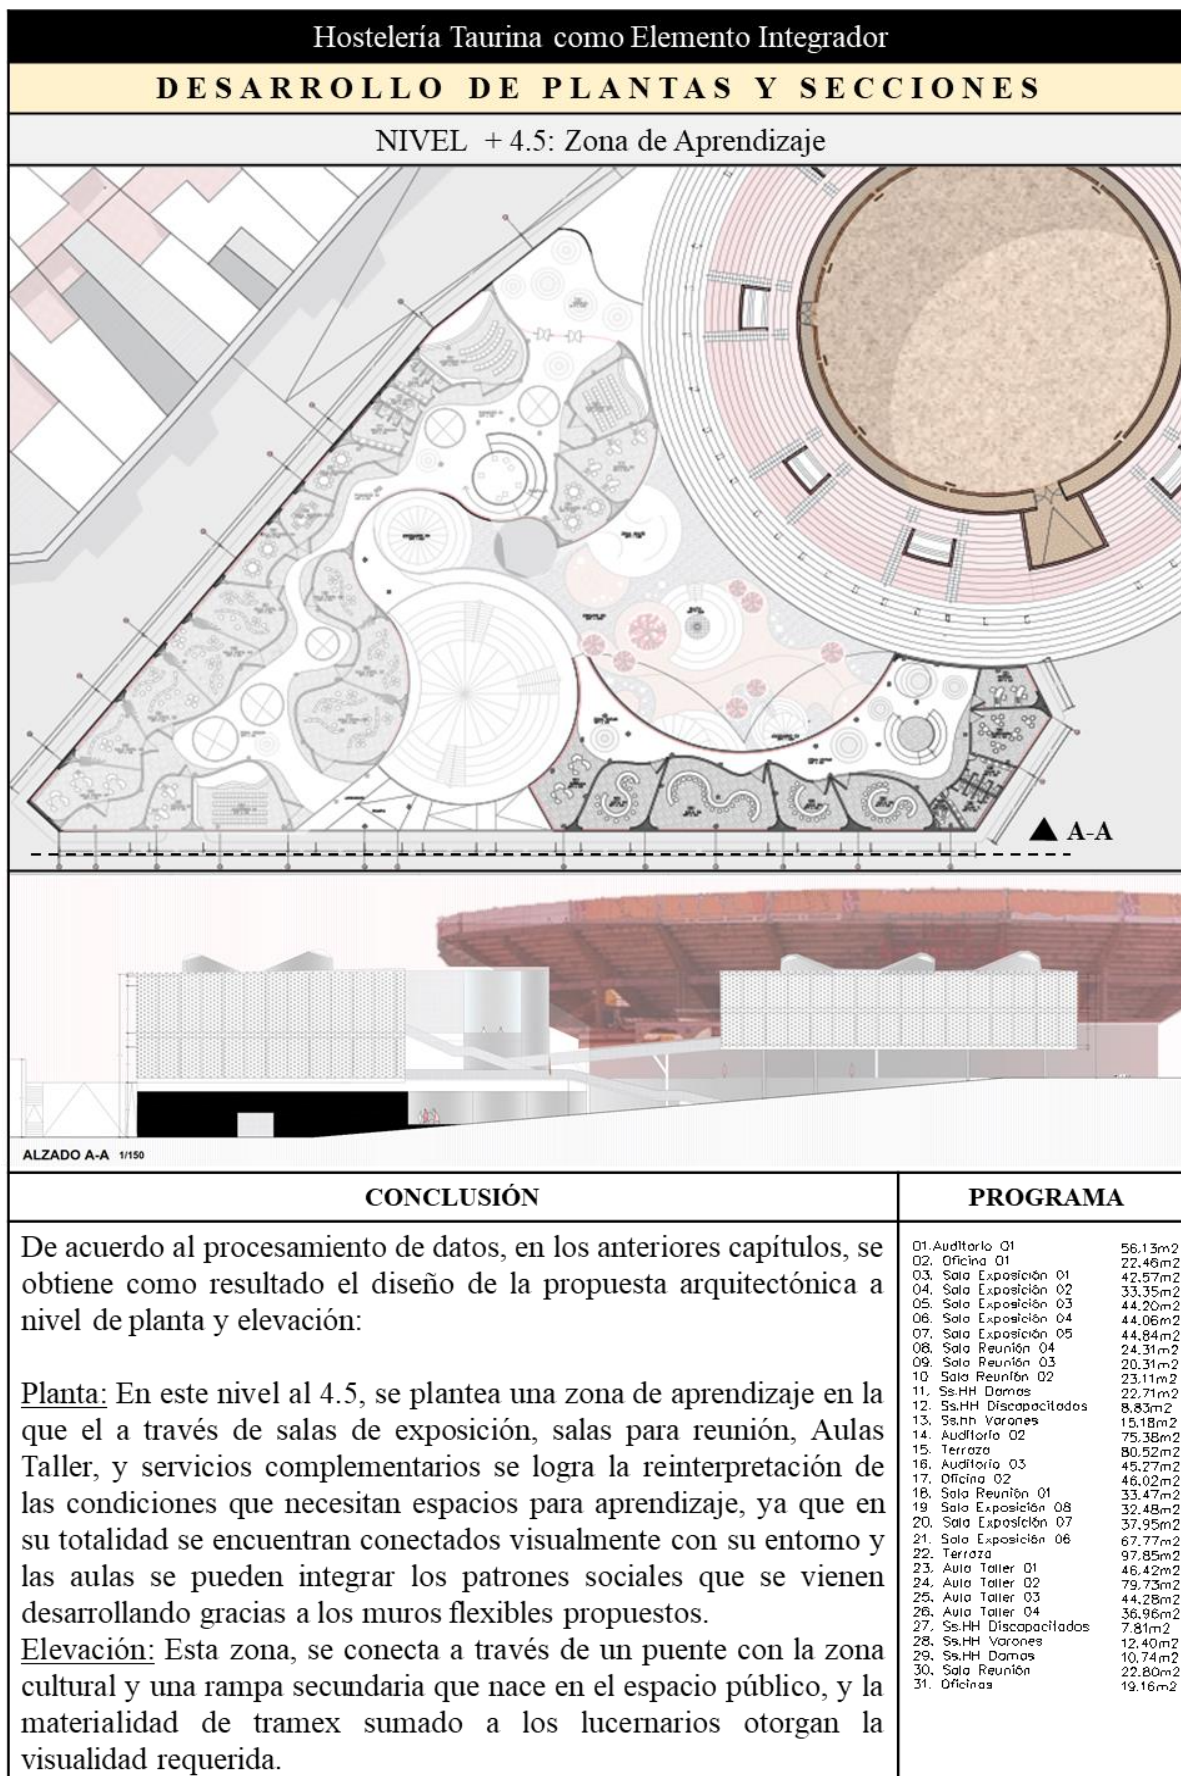 Hostelería Taurina como Elemento Integrador
DESARROLLO DE PLANTAS Y SECCIONES
NIVEL + 4.5: Zona de Aprendizaje
A-A
ALZADO A-A 1/150
CONCLUSIÓN
De acuerdo al procesamiento de datos, en los anteriores capítulos, se
obtiene como resultado el diseño de la propuesta arquitectónica a
nivel de planta y elevación:
Planta: En este nivel al 4.5, se plantea una zona de aprendizaje en la
que el a través de salas de exposición, salas para reunión, Aulas
Taller, y servicios complementarios se logra la reinterpretación de
las condiciones que necesitan espacios para aprendizaje, ya que en
su totalidad se encuentran conectados visualmente con su entorno y
las aulas se pueden integrar los patrones sociales que se vienen
desarrollando gracias a los muros flexibles propuestos.
Elevación: Esta zona, se conecta a través de un puente con la zona
cultural y una rampa secundaria que nace en el espacio público, y la
materialidad de tramex sumado a los lucernarios otorgan la
visualidad requerida.
PROGRAMA
01.Auditorio 01 56.13m2
02. Oficina 01 22.46m2
03. Sala Exposición 01 42.57m2
04. Sala Exposición 02 33.35m2
05. Sala Exposición 03 44.20m2
06. Sala Exposición 04 44.06m2
07. Sala Exposición 05 44.84m2
08. Sala Reunión 04 24.31m2
09. Sala Reunión 03 20.31m2
10 Sala Reunión 02 23.11m2
11. Ss.HH Damas 22.71m2
12. Ss.HH Discapacitados 8.83m2
13. Ss.hh Varones 15.18m2
14. Auditorio 02 75.38m2
15. Terraza 80.52m2
16. Auditorio 03 45.27m2
17. Oficina 02 46.02m2
18. Sala Reunión 01 33.47m2
19 Sala Exposición 08 32.48m2
20. Sala Exposición 07 37.95m2
21. Sala Exposición 06 67.77m2
22. Terraza 97.85m2
23. Aula Taller 01 46.42m2
24. Aula Taller 02 79.73m2
25. Aula Taller 03 44.28m2
26. Aula Taller 04 36.96m2
27. Ss.HH Discapacitados 7.81m2
28. Ss.HH Varones 12.40m2
29. Ss.HH Damas 10.74m2
30. Sala Reunión 22.80m2
31. Oficinas 19.16m2